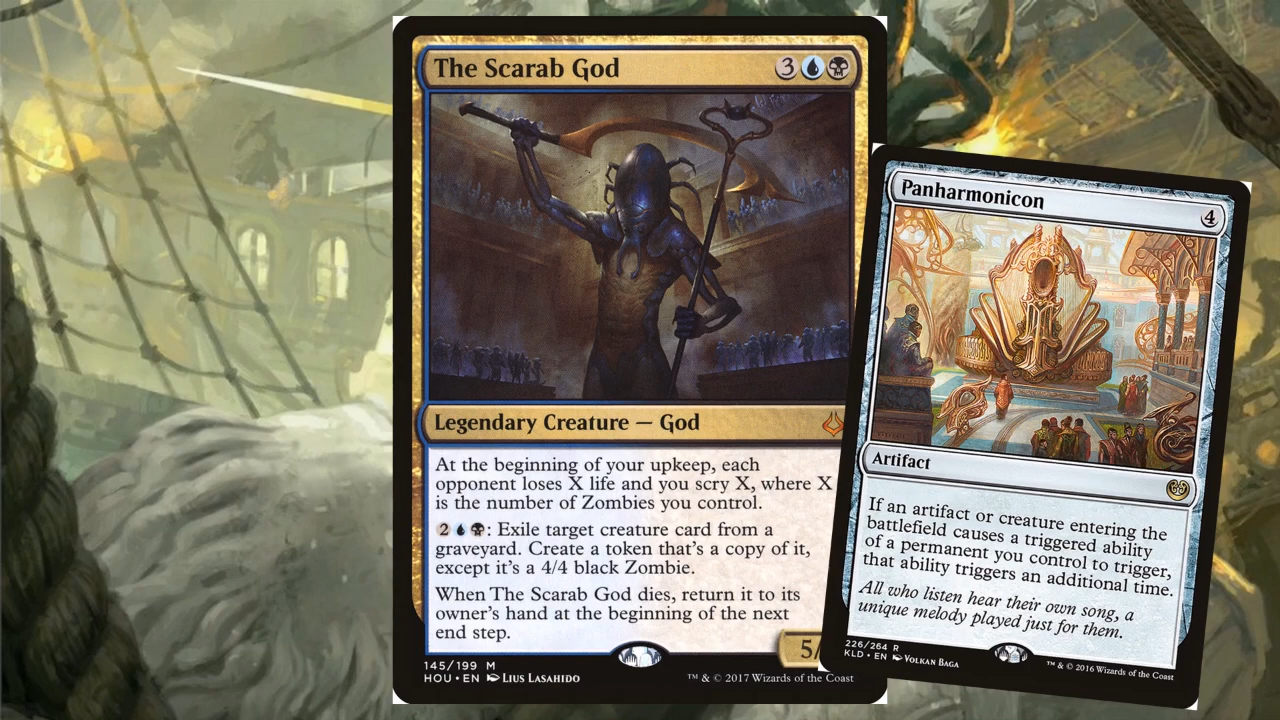 The Scarab God
3
Legendary Creature — God
At the beginning of your upkeep, each
opponent loses X life and you scry X, where X
is the number of Zombies you control.
2 : Exile target creature card from a
graveyard. Create a token that's a copy of it,
except it's a 4/4 black Zombie.
When The Scarab God dies, return it to its
owner's hand at the beginning of the next
end step.
5/
145/199 M
HOU • EN Lius Lasahido
™ & © 2017 Wizards of the Coast
Panharmonicon
4
Artifact
If an artifact or creature entering the
battlefield causes a triggered ability
of a permanent you control to trigger,
that ability triggers an additional time.
All who listen hear their own song, a
unique melody played just for them.
226/264 R
KLD • EN Volkan Baga
™ & © 2016 Wizards of the Coast